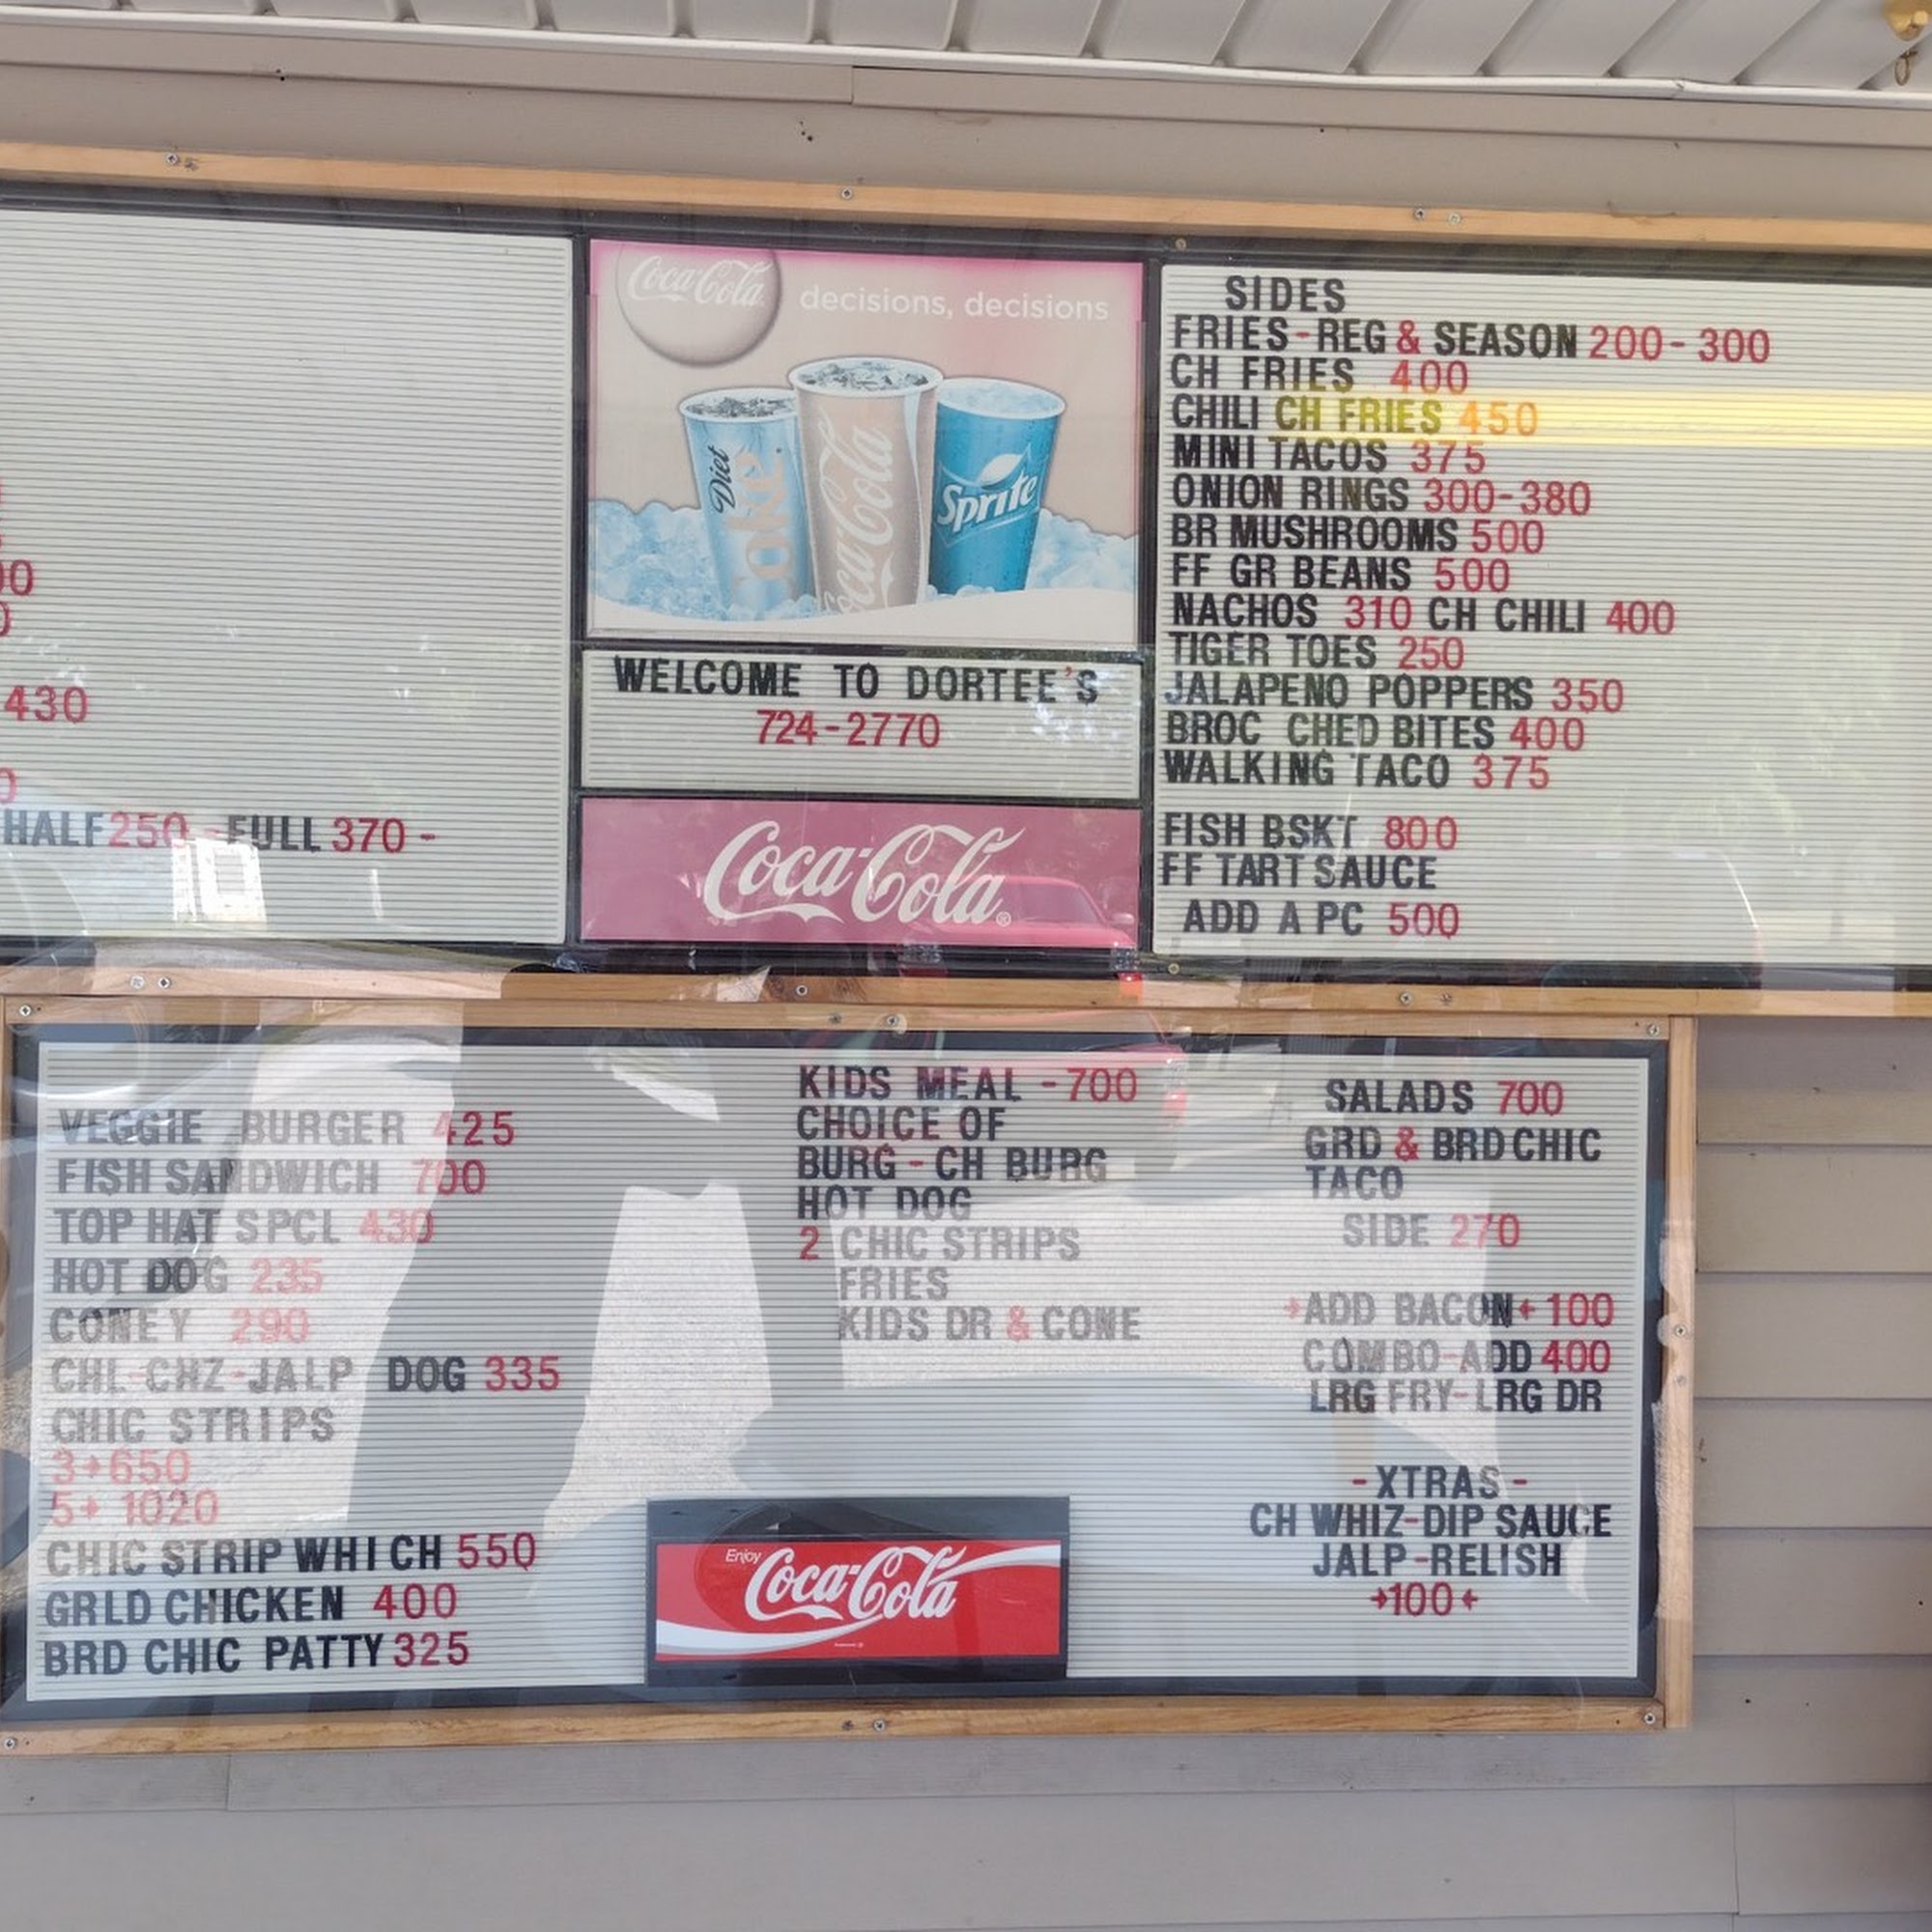 430
HALF 250 - FULL 370 -
Coca-Cola
decisions, decisions
Diet
Coke
Coca-Cola
Sprite
WELCOME TO DORTEE'S
724-2770
Coca-Cola
SIDES
FRIES-REG & SEASON 200-300
CH FRIES 400
CHILI CH FRIES 450
MINI TACOS 375
ONION RINGS 300-380
BR MUSHROOMS 500
FF GR BEANS 500
NACHOS 310 CH CHILI 400
TIGER TOES 250
JALAPENO POPPERS 350
BROC CHED BITES 400
WALKING TACO 375
FISH BSKT 800
FF TART SAUCE
ADD A PC 500
VEGGIE BURGER 425
FISH SANDWICH 700
TOP HAT SPCL 430
HOT DOG 235
CONEY 290
CHL-CHZ-JALP DOG 335
CHIC STRIPS
3→650
5→ 1020
CHIC STRIP WHICH 550
GRLD CHICKEN 400
BRD CHIC PATTY 325
KIDS MEAL -700
CHOICE OF
BURG - CH BURG
HOT DOG
2 CHIC STRIPS
FRIES
KIDS DR & CONE
Enjoy
Coca-Cola
SALADS 700
GRD & BRD CHIC
TACO
SIDE 270
→ADD BACON→100
COMBO-ADD 400
LRG FRY-LRG DR
-XTRAS-
CH WHIZ-DIP SAUCE
JALP-RELISH
→100←